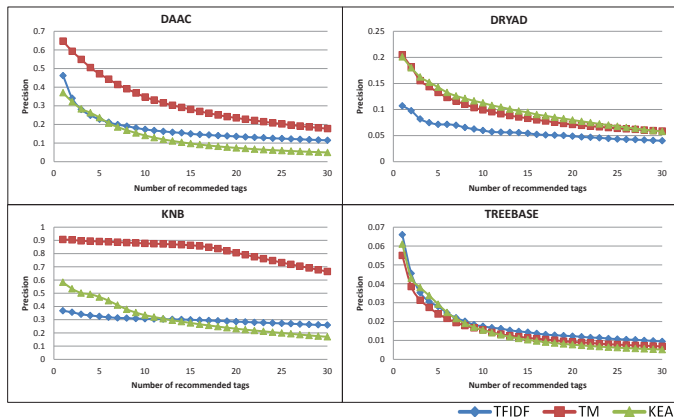 DAAC
0.7
0.6
0.5
0.4
0.3
0.2
0.1
0
Precision
0 5 10 15 20 25 30
Number of recommeded tags
DRYAD
0.25
0.2
0.15
0.1
0.05
0
Precision
0 5 10 15 20 25 30
Number of recommeded tags
KNB
1
0.9
0.8
0.7
0.6
0.5
0.4
0.3
0.2
0.1
0
Precision
0 5 10 15 20 25 30
Number of recommeded tags
TREEBASE
0.07
0.06
0.05
0.04
0.03
0.02
0.01
0
Precision
0 5 10 15 20 25 30
Number of recommeded tags
TFIDF TM KEA